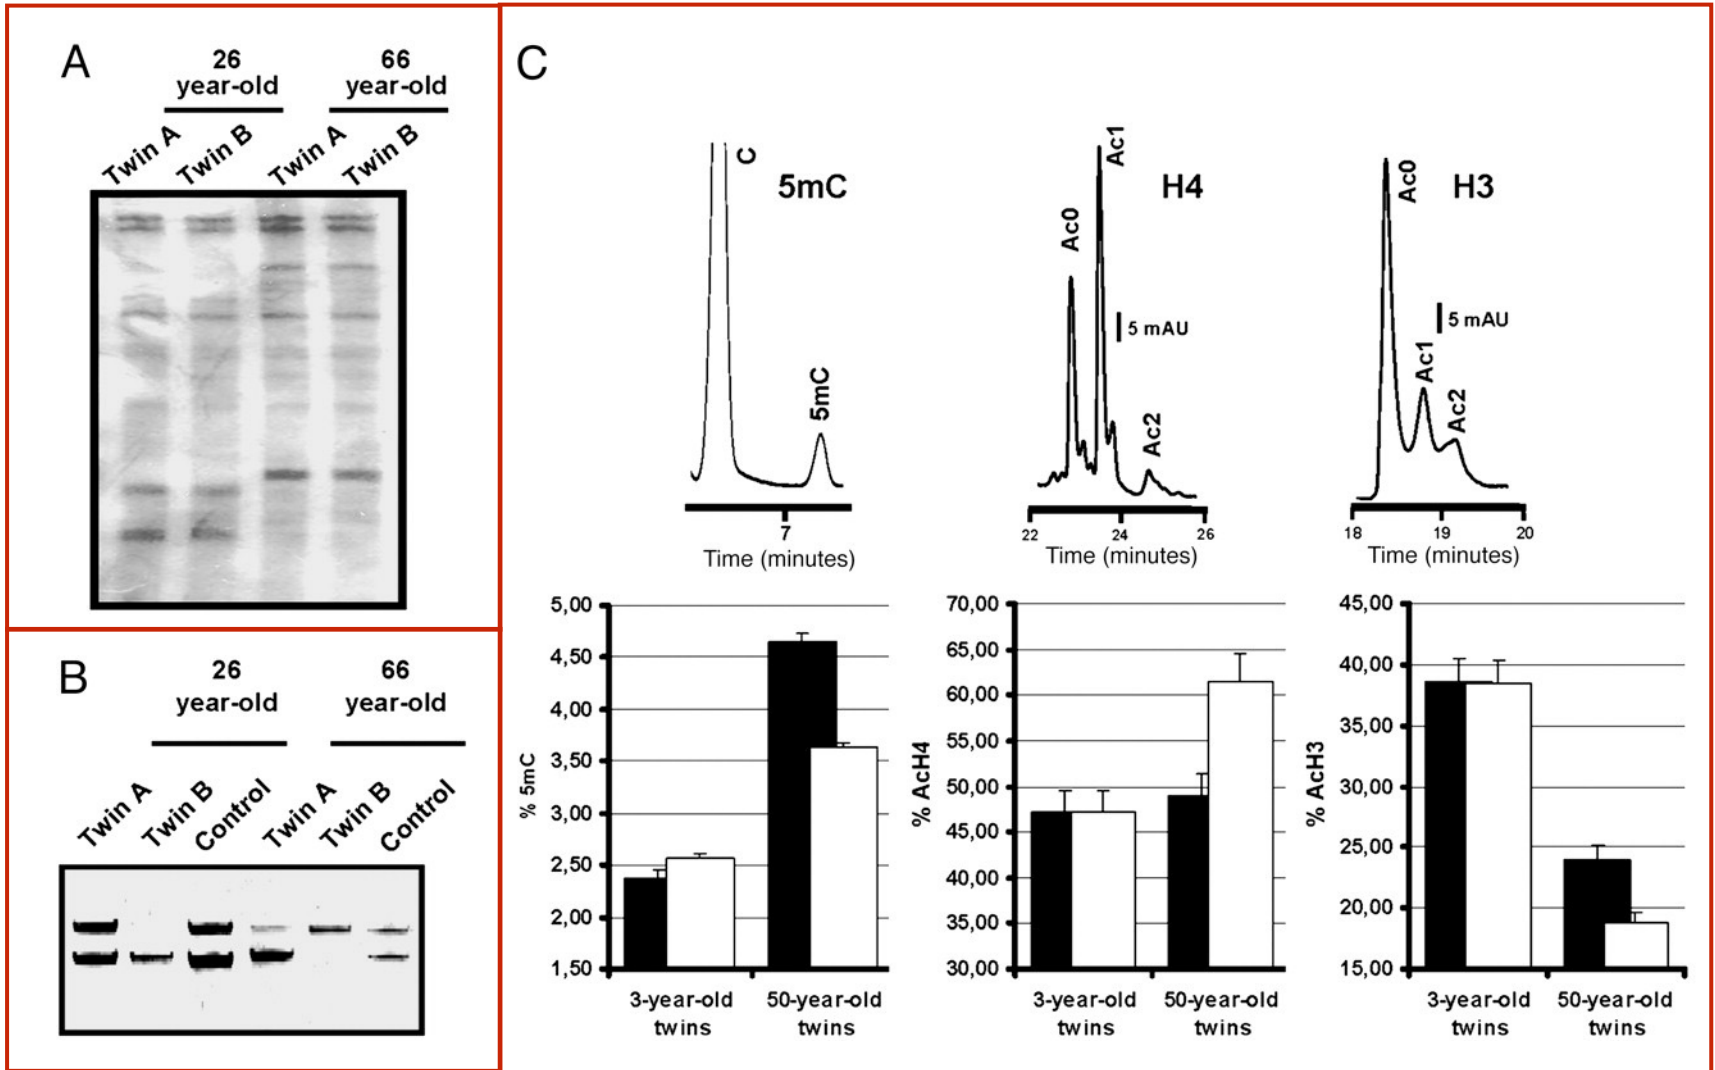 A
26
year-old
66
year-old
Twin A
Twin B
Twin A
Twin B
B
26
year-old
66
year-old
Twin A
Twin B
Control
Twin A
Twin B
Control
C
C
5mC
5mC
7
Time (minutes)
Ac0
Ac1
H4
5 mAU
Ac2
22
24
26
Time (minutes)
Ac0
H3
5 mAU
Ac1
Ac2
18
19
20
Time (minutes)
% 5mC
5,00
4,50
4,00
3,50
3,00
2,50
2,00
1,50
3-year-old
twins
50-year-old
twins
% AcH4
70,00
65,00
60,00
55,00
50,00
45,00
40,00
35,00
30,00
3-year-old
twins
50-year-old
twins
% AcH3
45,00
40,00
35,00
30,00
25,00
20,00
15,00
3-year-old
twins
50-year-old
twins